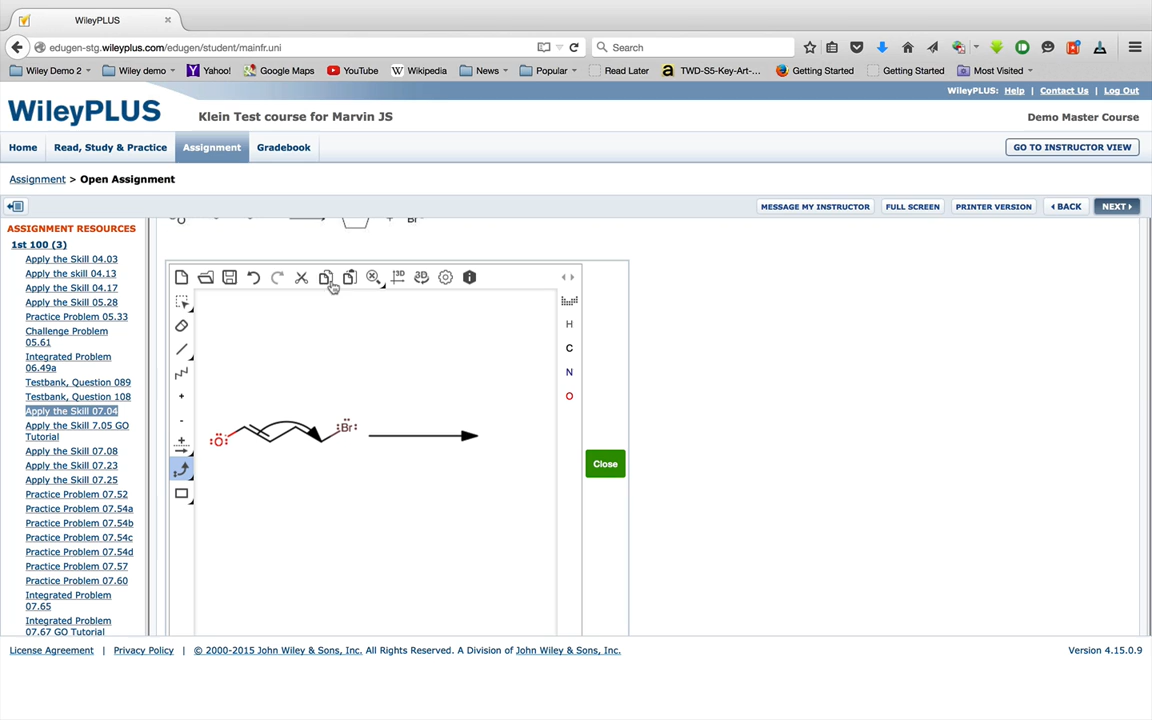 WileyPLUS
edugen-stg.wileyplus.com/edugen/student/mainfr.uni
Search
Wiley Demo 2
Wiley demo
Yahoo!
Google Maps
YouTube
Wikipedia
News
Popular
Read Later
TWD-S5-Key-Art-...
Getting Started
Getting Started
Most Visited
WileyPLUS: Help | Contact Us | Log Out
WileyPLUS
Klein Test course for Marvin JS
Demo Master Course
Home
Read, Study & Practice
Assignment
Gradebook
GO TO INSTRUCTOR VIEW
Assignment > Open Assignment
MESSAGE MY INSTRUCTOR
FULL SCREEN
PRINTER VERSION
BACK
NEXT
ASSIGNMENT RESOURCES
1st 100 (3)
Apply the Skill 04.03
Apply the skill 04.13
Apply the Skill 04.17
Apply the Skill 05.28
Practice Problem 05.33
Challenge Problem
05.61
Integrated Problem
06.49a
Testbank, Question 089
Testbank, Question 108
Apply the Skill 07.04
Apply the Skill 7.05 GO
Tutorial
Apply the Skill 07.08
Apply the Skill 07.23
Apply the Skill 07.25
Practice Problem 07.52
Practice Problem 07.54a
Practice Problem 07.54b
Practice Problem 07.54c
Practice Problem 07.54d
Practice Problem 07.57
Practice Problem 07.60
Integrated Problem
07.65
Integrated Problem
07.67 GO Tutorial
3D
3D
H
C
N
O
O
Br
Close
License Agreement | Privacy Policy | © 2000-2015 John Wiley & Sons, Inc. All Rights Reserved. A Division of John Wiley & Sons, Inc.
Version 4.15.0.9